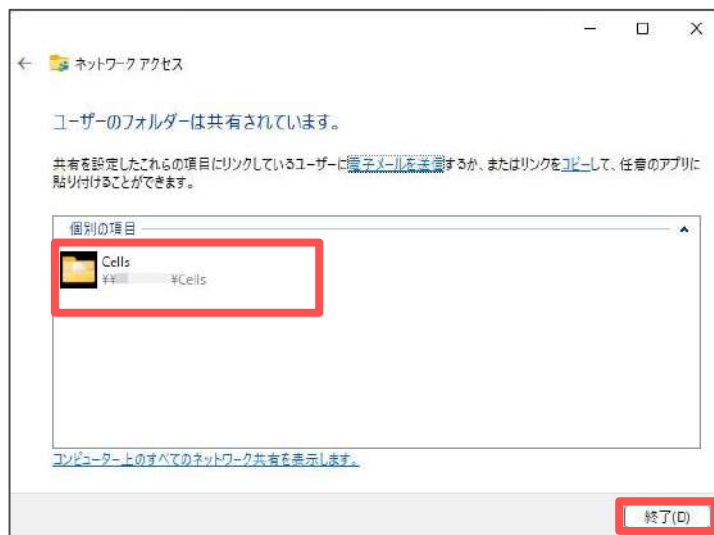 ネットワーク アクセス
ユーザーのフォルダーは共有されています。
共有を設定したこれらの項目にリンクしているユーザーに電子メールを送信するか、またはリンクをコピーして、任意のアプリに
貼り付けることができます。
個別の項目
Cells
¥¥ ¥Cells
コンピューター上のすべてのネットワーク共有を表示します。
終了(D)